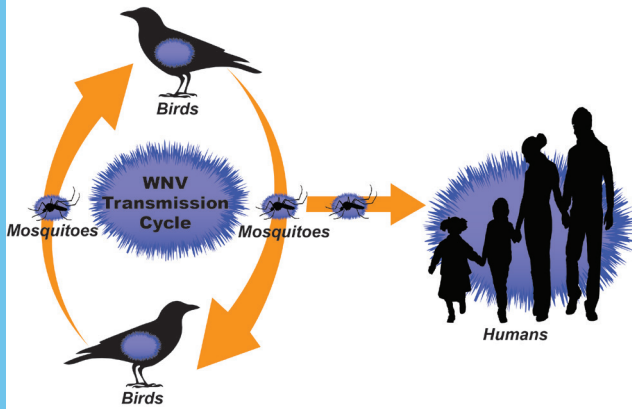 Birds
WNV
Transmission
Cycle
Mosquitoes
Mosquitoes
Birds
Humans